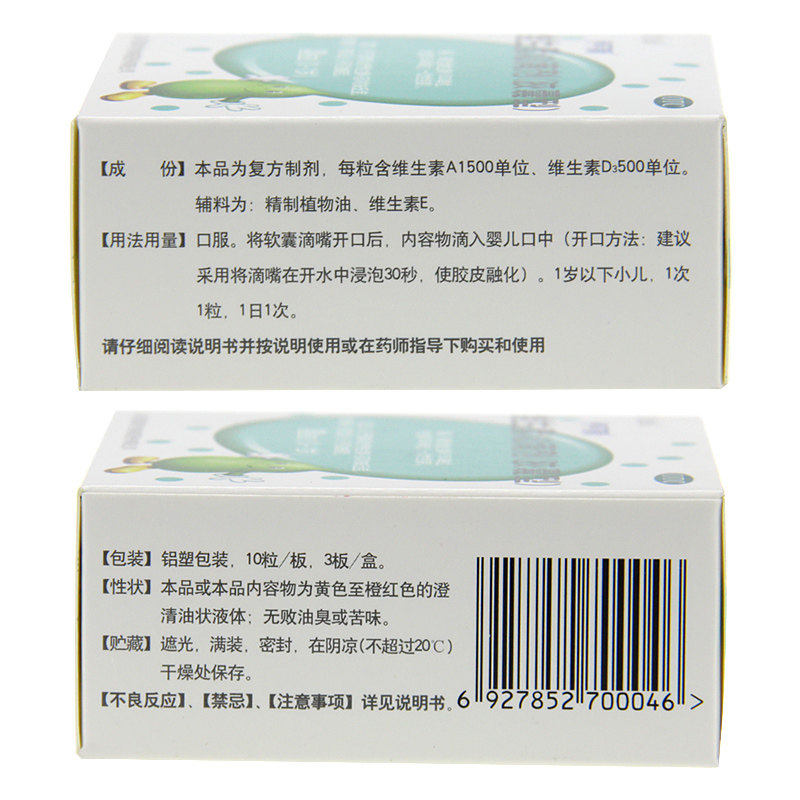 【成 份】本品为复方制剂，每粒含维生素A1500单位、维生素D₃500单位。
辅料为：精制植物油、维生素E。
【用法用量】口服。将软囊滴嘴开口后，内容物滴入婴儿口中（开口方法：建议
采用将滴嘴在开水中浸泡30秒，使胶皮融化）。1岁以下小儿，1次
1粒，1日1次。
请仔细阅读说明书并按说明使用或在药师指导下购买和使用
【包装】铝塑包装，10粒/板，3板/盒。
【性状】本品或本品内容物为黄色至橙红色的澄
清油状液体；无败油臭或苦味。
【贮藏】遮光，满装，密封，在阴凉(不超过20℃)
干燥处保存。
【不良反应】、【禁忌】、【注意事项】详见说明书。
6 927852 700046 >